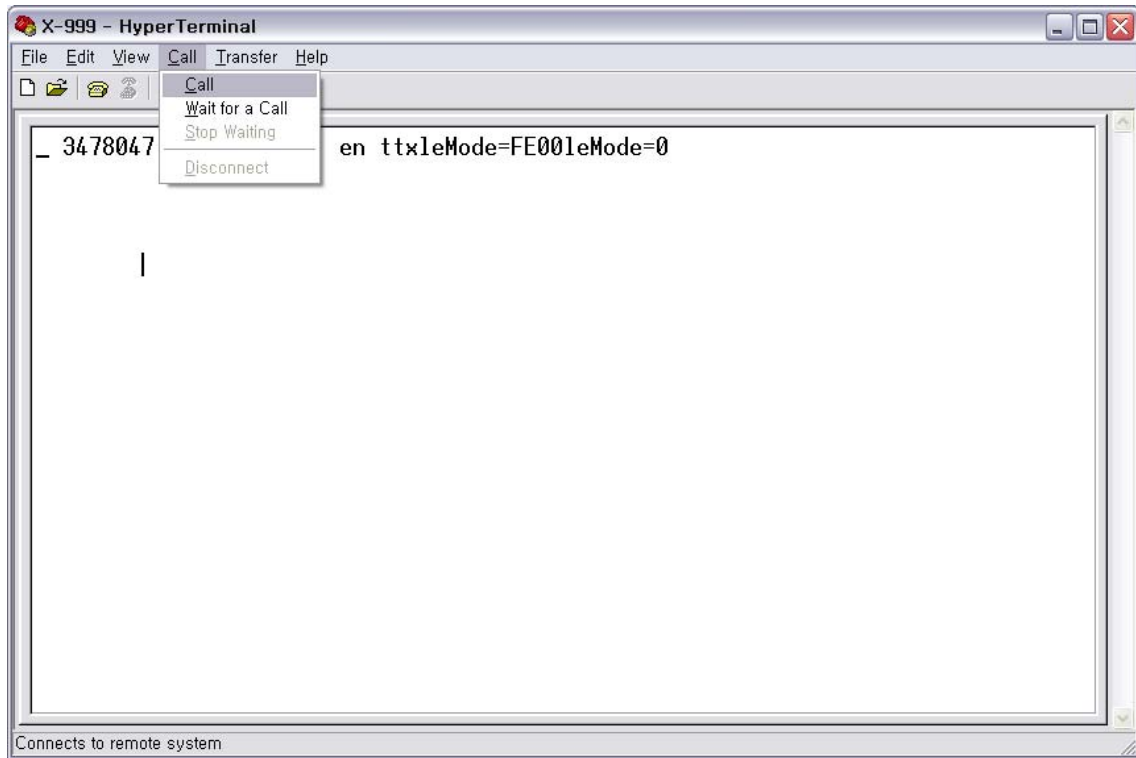 X-999 - HyperTerminal
File Edit View Call Transfer Help
Call
Wait for a Call
Stop Waiting
Disconnect
_ 3478047 en ttxleMode=FE00leMode=0
Connects to remote system